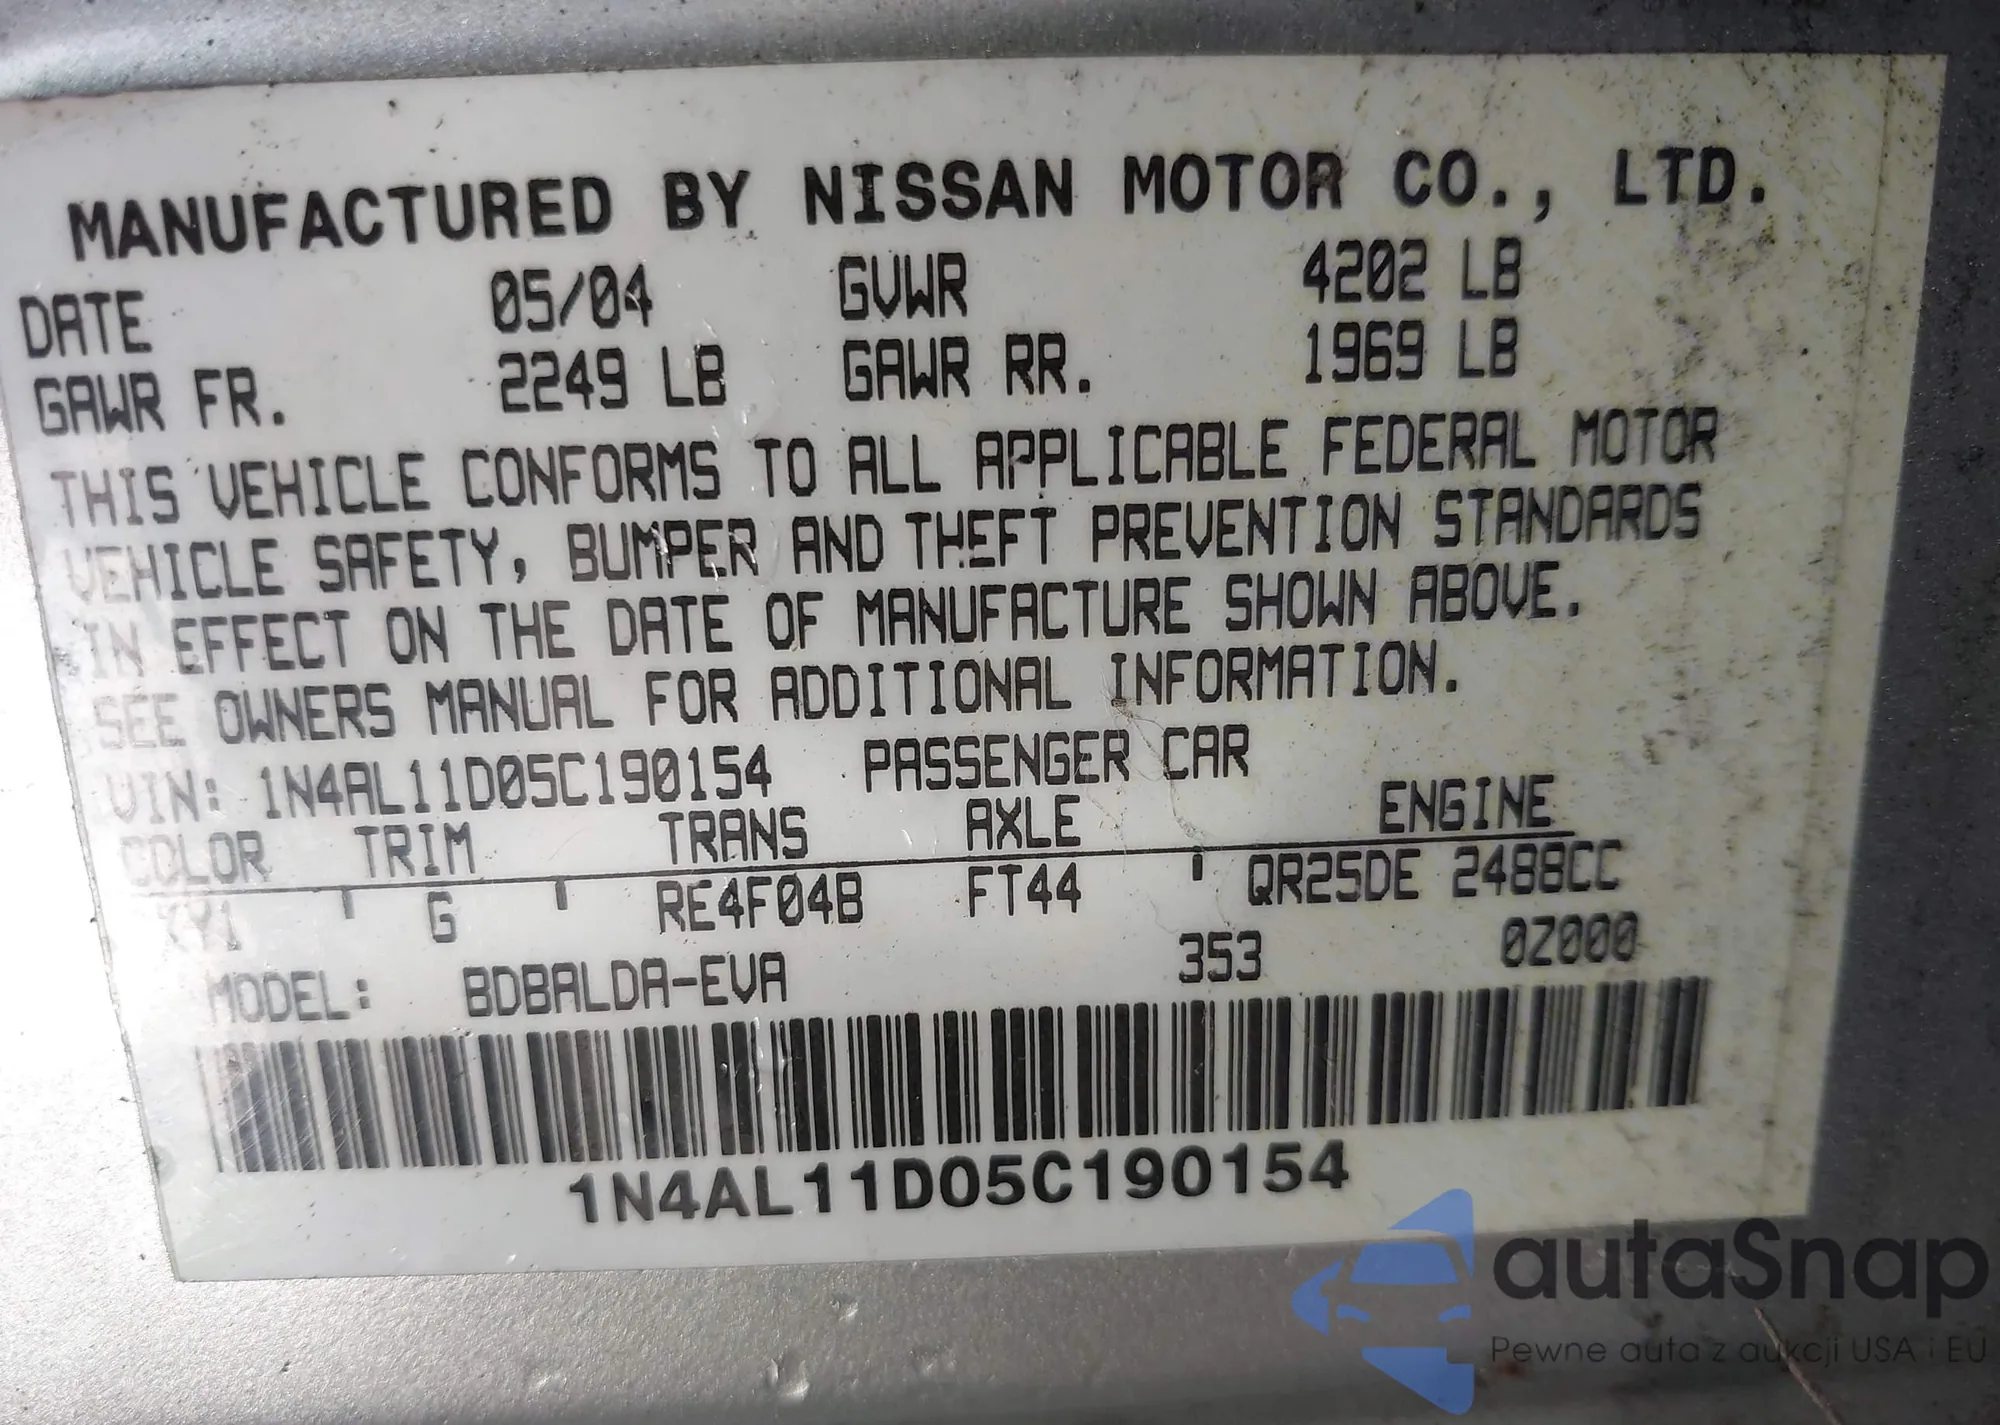 MANUFACTURED BY NISSAN MOTOR CO., LTD.
DATE 05/04 GVWR 4202 LB
GAWR FR. 2249 LB GAWR RR. 1969 LB
THIS VEHICLE CONFORMS TO ALL APPLICABLE FEDERAL MOTOR
VEHICLE SAFETY, BUMPER AND THEFT PREVENTION STANDARDS
IN EFFECT ON THE DATE OF MANUFACTURE SHOWN ABOVE.
SEE OWNERS MANUAL FOR ADDITIONAL INFORMATION.
VIN: 1N4AL11D05C190154 PASSENGER CAR
COLOR TRIM TRANS AXLE ENGINE
KY1 G RE4F04B FT44 QR25DE 2488CC
353 0Z000
MODEL: BDBALDA-EVA
1N4AL11D05C190154
autaSnap
Pewne auta z aukcji USA i EU